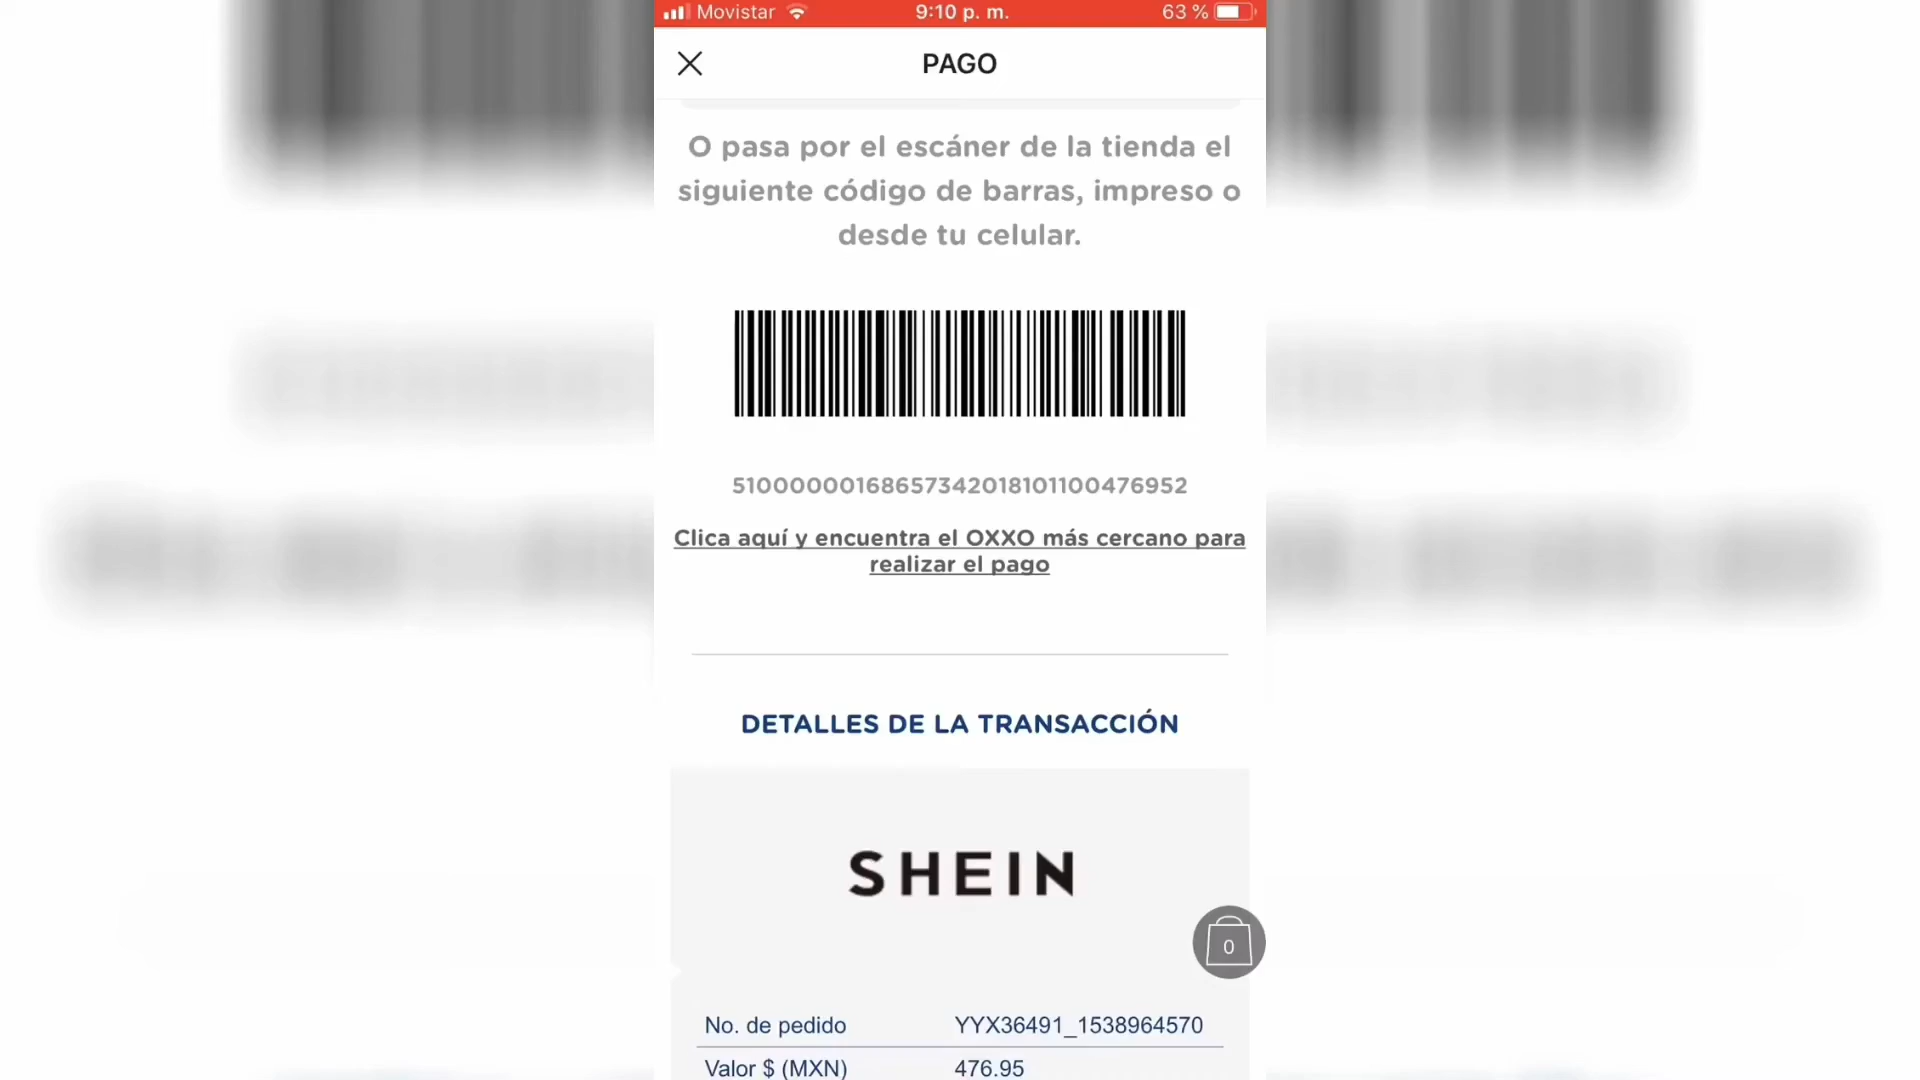 Movistar 9:10 p. m. 63 %
PAGO
O pasa por el escáner de la tienda el
siguiente código de barras, impreso o
desde tu celular.
51000000016865734201810110047​6952
Clica aquí y encuentra el OXXO más cercano para
realizar el pago
DETALLES DE LA TRANSACCIÓN
SHEIN
0
No. de pedido YYX36491_1538964570
Valor $ (MXN) 476.95